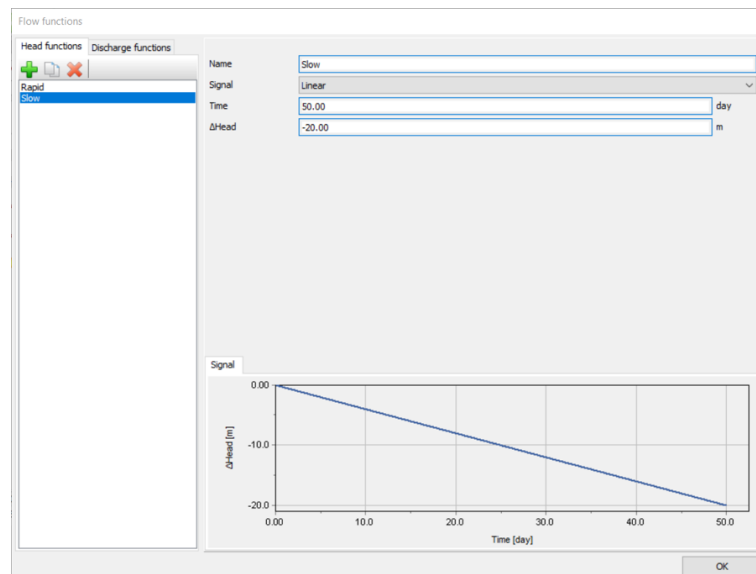 Flow functions
Head functions Discharge functions
Rapid
Slow
Name Slow
Signal Linear
Time 50.00 day
ΔHead -20.00 m
Signal
0.00
-10.0
-20.0
ΔHead [m]
0.00 10.0 20.0 30.0 40.0 50.0
Time [day]
OK